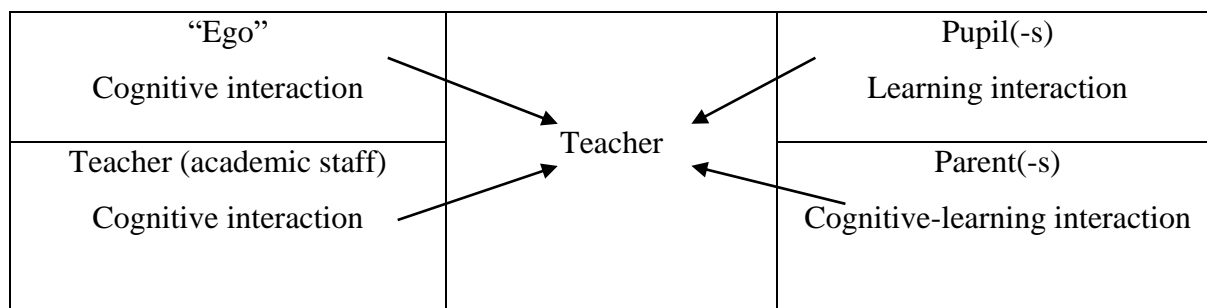 “Ego”
Cognitive interaction
Teacher (academic staff)
Cognitive interaction
Teacher
Pupil(-s)
Learning interaction
Parent(-s)
Cognitive-learning interaction